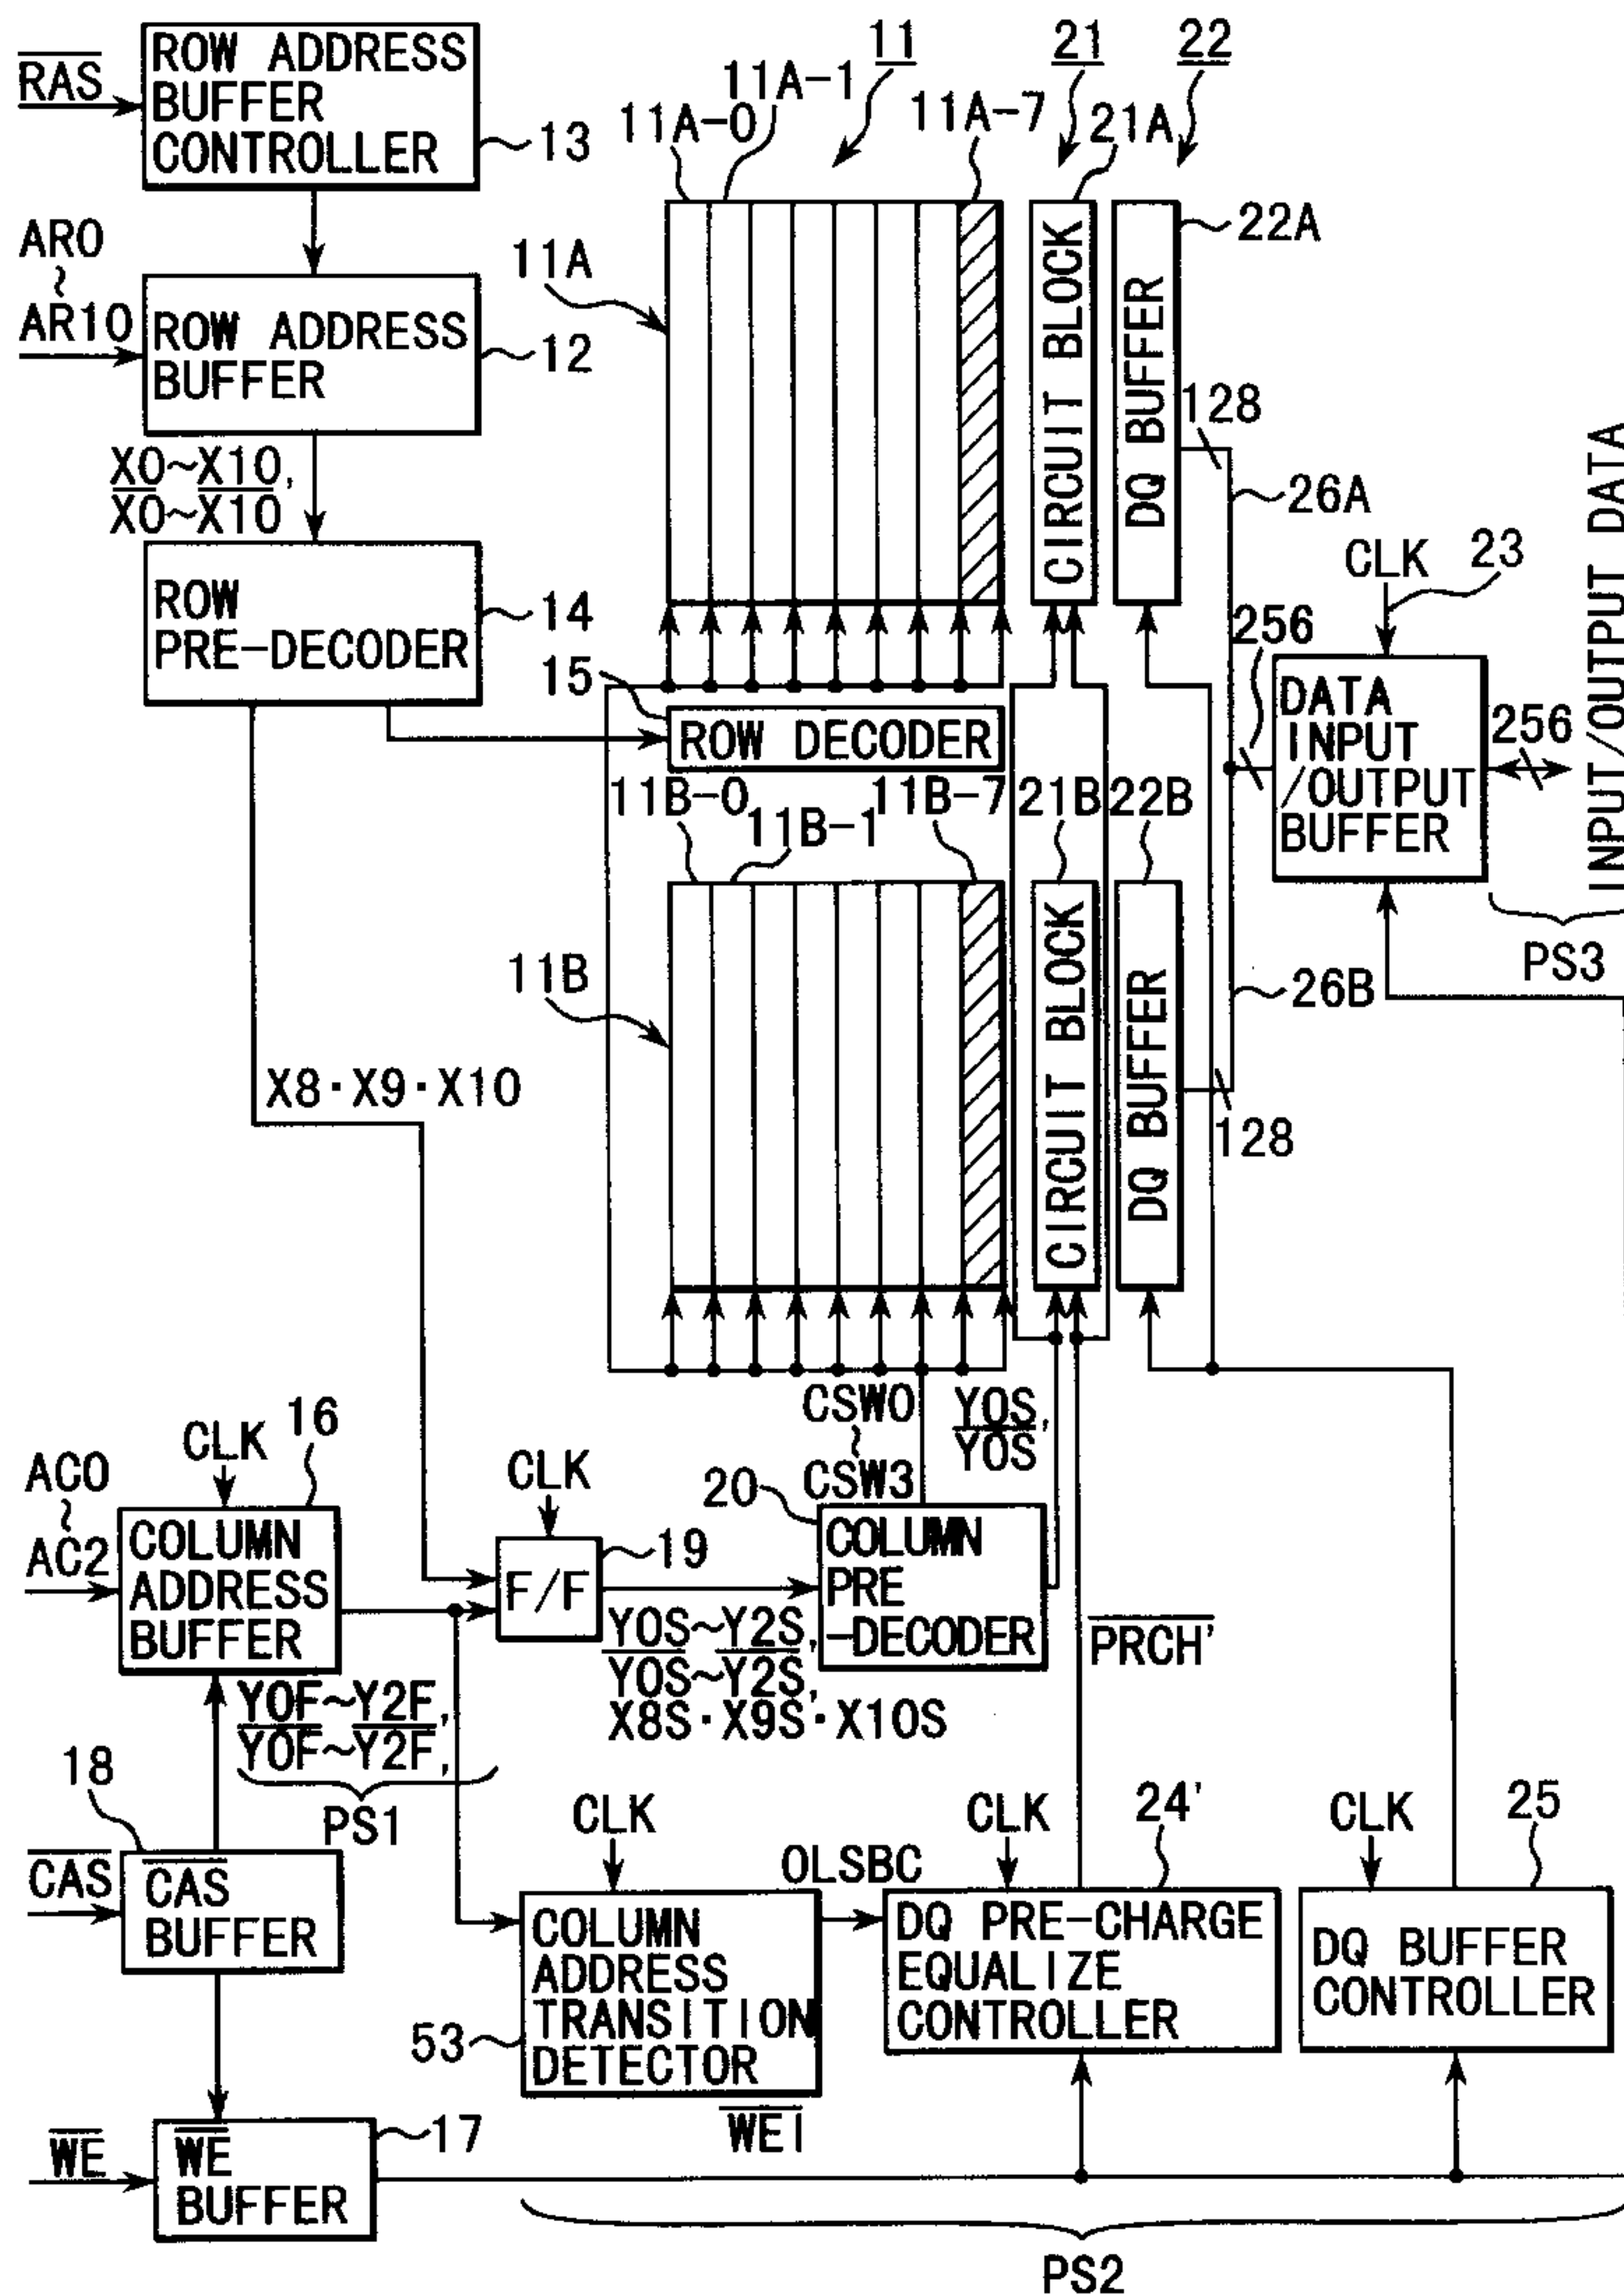 RAS
ROW ADDRESS
BUFFER
CONTROLLER
13
AR0
~
AR10
ROW ADDRESS
BUFFER
12
X0~X10,
X0~X10
ROW
PRE-DECODER
14
X8·X9·X10
11
11A-0
11A-1
11A-7
11A
21
21A
22
22A
CIRCUIT BLOCK
DQ BUFFER
128
26A
CLK
23
256
DATA
INPUT
/OUTPUT
BUFFER
256
INPUT/OUTPUT DATA
PS3
15
ROW DECODER
11B-0
11B-1
11B-7
11B
21B
22B
CIRCUIT BLOCK
DQ BUFFER
26B
128
CSW0
~
CSW3
Y0S,
Y0S
CLK
16
AC0
~
AC2
COLUMN
ADDRESS
BUFFER
CLK
F/F
19
20
COLUMN
PRE
-DECODER
Y0S~Y2S,
Y0S~Y2S,
X8S·X9S·X10S
PRCH'
Y0F~Y2F,
Y0F~Y2F,
PS1
18
CAS
CAS
BUFFER
CLK
COLUMN
ADDRESS
TRANSITION
DETECTOR
53
OLSBC
CLK
24'
DQ PRE-CHARGE
EQUALIZE
CONTROLLER
CLK
25
DQ BUFFER
CONTROLLER
WE
WE
BUFFER
17
WEI
PS2